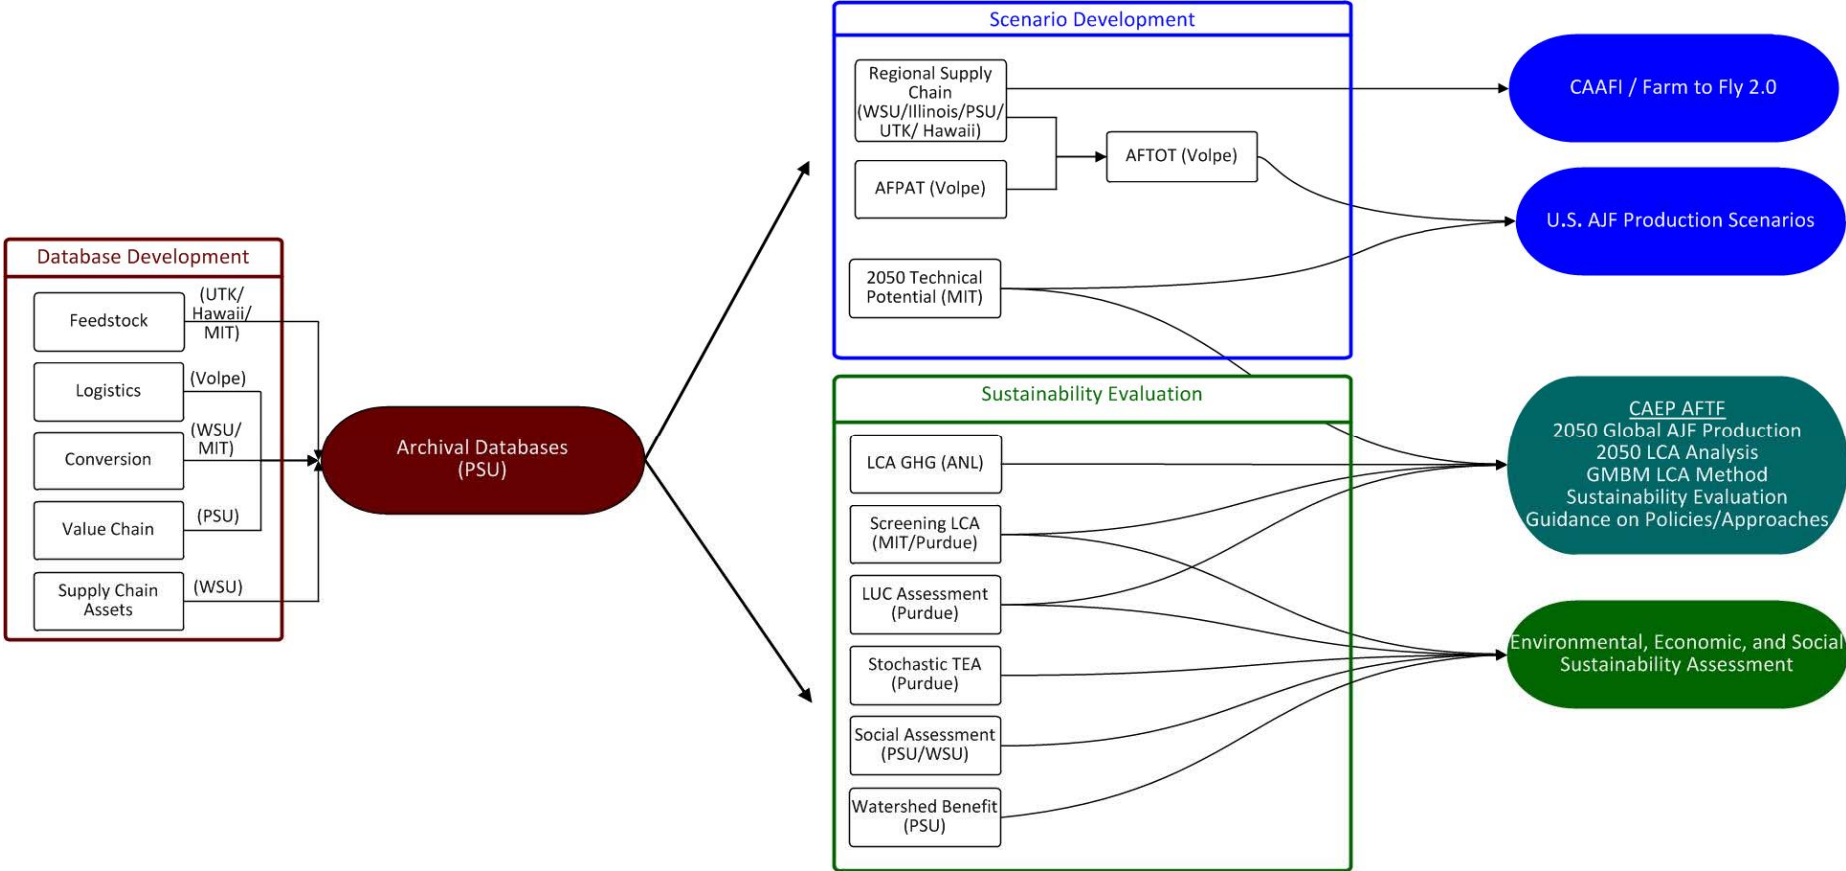 Database Development
Feedstock
(UTK/
Hawaii/
MIT)
Logistics
(Volpe)
Conversion
(WSU/
MIT)
Value Chain
(PSU)
Supply Chain
Assets
(WSU)
Archival Databases
(PSU)
Scenario Development
Regional Supply
Chain
(WSU/Illinois/PSU/
UTK/ Hawaii)
AFPAT (Volpe)
AFTOT (Volpe)
2050 Technical
Potential (MIT)
Sustainability Evaluation
LCA GHG (ANL)
Screening LCA
(MIT/Purdue)
LUC Assessment
(Purdue)
Stochastic TEA
(Purdue)
Social Assessment
(PSU/WSU)
Watershed Benefit
(PSU)
CAAFI / Farm to Fly 2.0
U.S. AJF Production Scenarios
CAEP AFTF
2050 Global AJF Production
2050 LCA Analysis
GMBM LCA Method
Sustainability Evaluation
Guidance on Policies/Approaches
Environmental, Economic, and Social
Sustainability Assessment